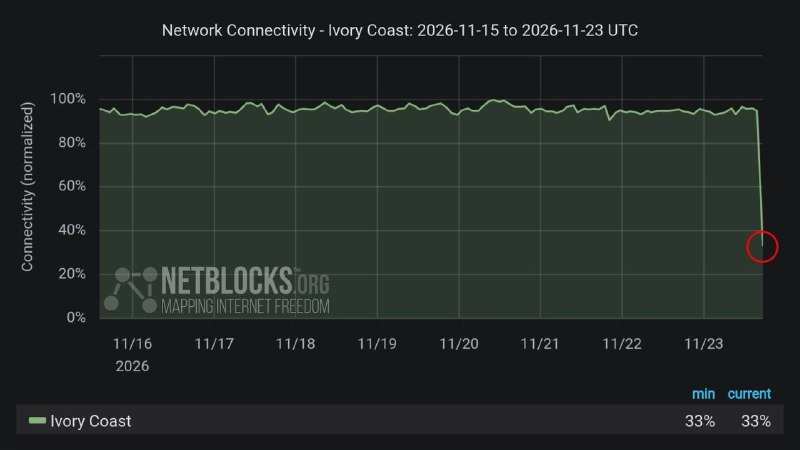 Network Connectivity - Ivory Coast: 2026-11-15 to 2026-11-23 UTC
Connectivity (normalized)
100%
80%
60%
40%
20%
0%
NETBLOCKS.ORG™
MAPPING INTERNET FREEDOM
11/16 11/17 11/18 11/19 11/20 11/21 11/22 11/23
2026
min current
Ivory Coast 33% 33%